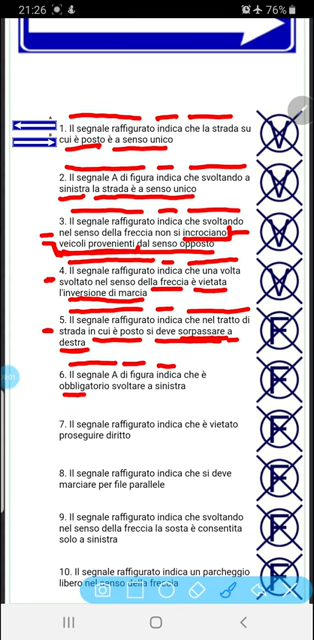 21:26
76%
1. Il segnale raffigurato indica che la strada su
cui è posto è a senso unico
V
2. Il segnale A di figura indica che svoltando a
sinistra la strada è a senso unico
V
3. Il segnale raffigurato indica che svoltando
nel senso della freccia non si incrociano
veicoli provenienti dal senso opposto
V
4. Il segnale raffigurato indica che una volta
svoltato nel senso della freccia è vietata
l'inversione di marcia
V
5. Il segnale raffigurato indica che nel tratto di
strada in cui è posto si deve sorpassare a
destra
F
6. Il segnale A di figura indica che è
obbligatorio svoltare a sinistra
F
7. Il segnale raffigurato indica che è vietato
proseguire diritto
F
8. Il segnale raffigurato indica che si deve
marciare per file parallele
F
9. Il segnale raffigurato indica che svoltando
nel senso della freccia la sosta è consentita
solo a sinistra
F
10. Il segnale raffigurato indica un parcheggio
libero nel senso della freccia
F